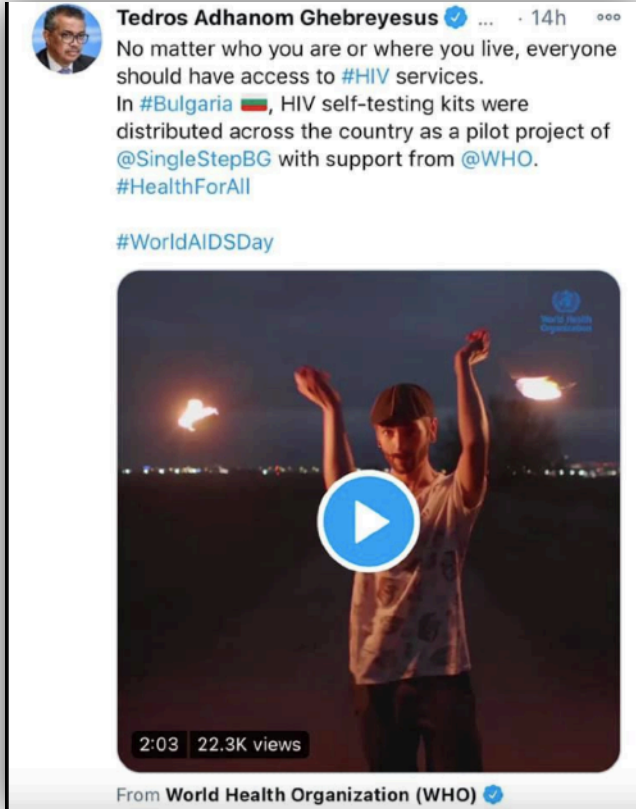 Tedros Adhanom Ghebreyesus ... · 14h
No matter who you are or where you live, everyone
should have access to #HIV services.
In #Bulgaria 🇧🇬, HIV self-testing kits were
distributed across the country as a pilot project of
@SingleStepBG with support from @WHO.
#HealthForAll
#WorldAIDSDay
World Health
Organization
2:03 22.3K views
From World Health Organization (WHO)